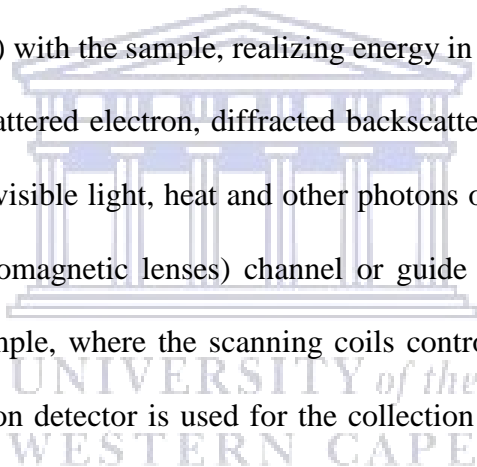 ) with the sample, realizing energy in
attered electron, diffracted backscatte
visible light, heat and other photons o
omagnetic lenses) channel or guide
nple, where the scanning coils contro
UNIVERSITY of the
on detector is used for the collection
WESTERN CAPE